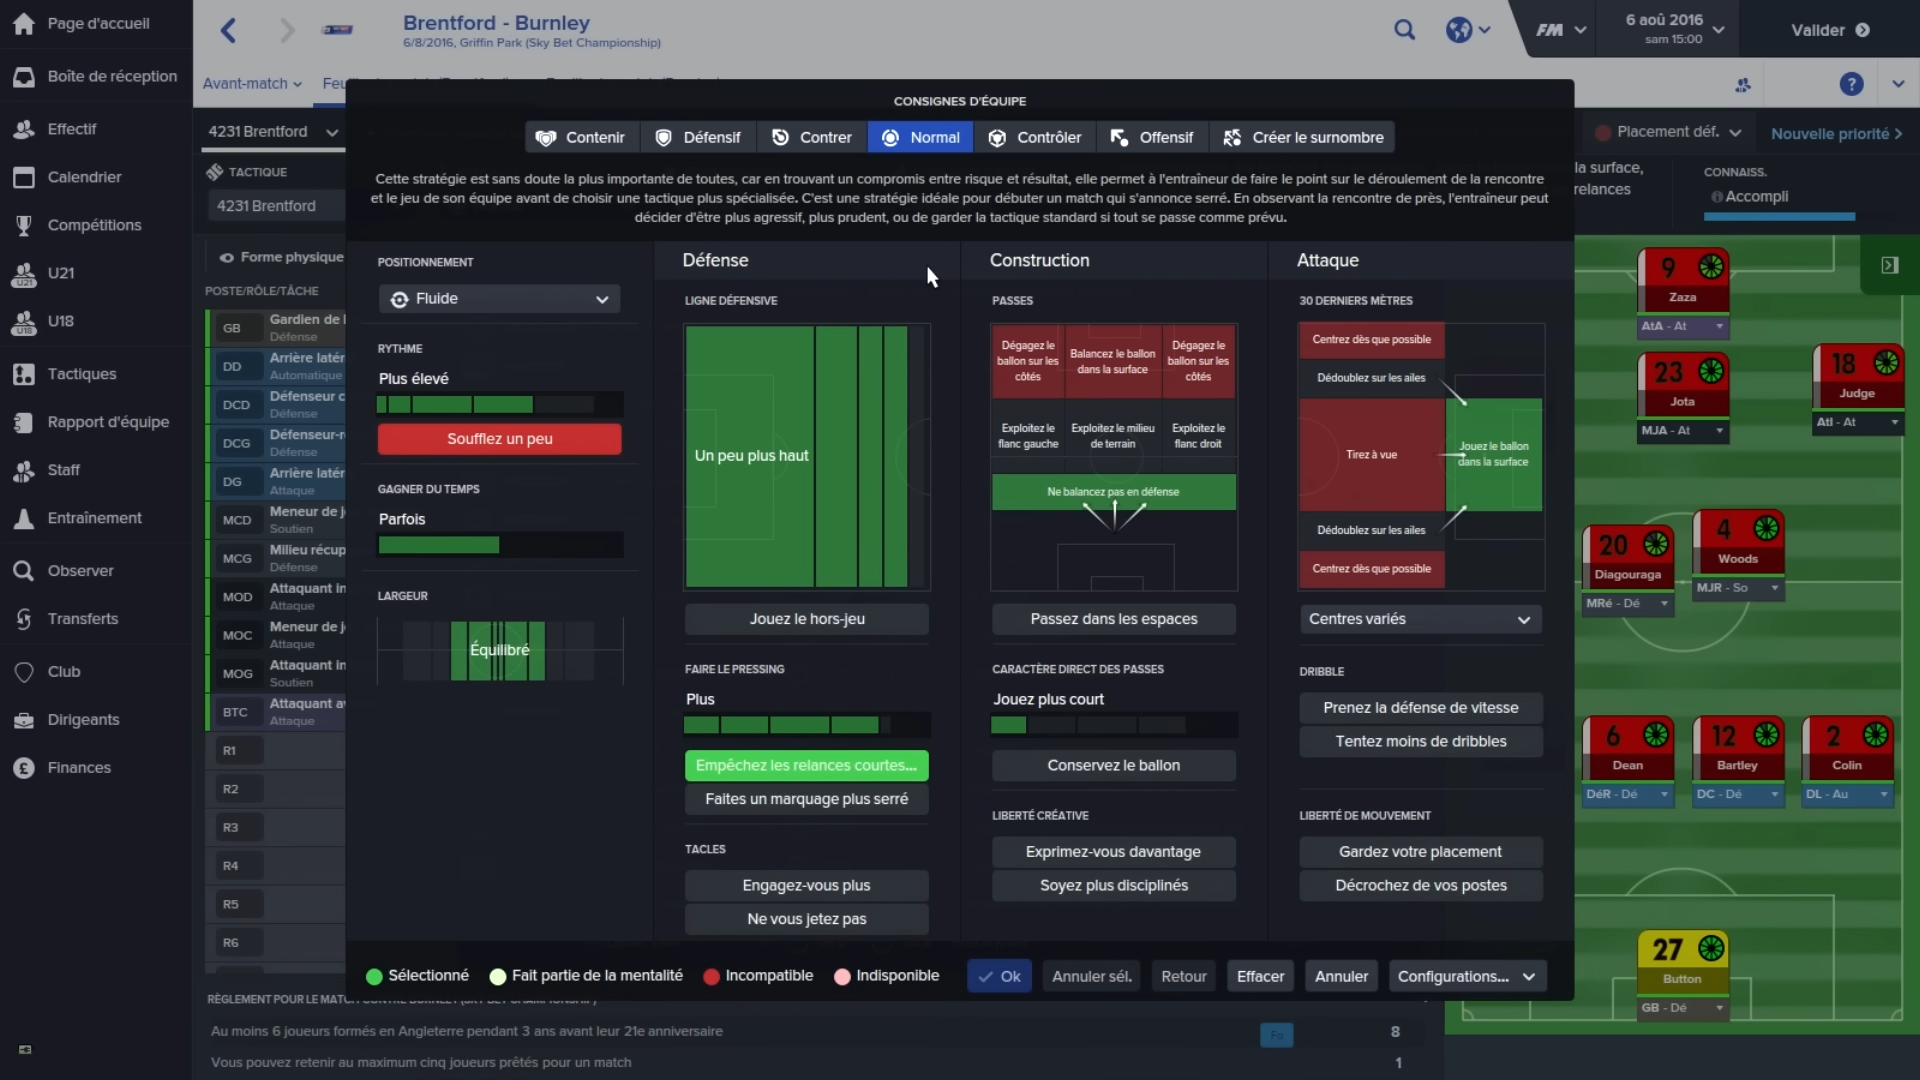 Page d'accueil
Boîte de réception
Effectif
Calendrier
Compétitions
U21
U21
U18
U18
Tactiques
Rapport d'équipe
Staff
Entraînement
Observer
Transferts
Club
Dirigeants
Finances
Brentford - Burnley
6/8/2016, Griffin Park (Sky Bet Championship)
FM
6 aoû 2016
sam 15:00
Valider
Avant-match
?
4231 Brentford
TACTIQUE
4231 Brentford
Placement déf.
Nouvelle priorité >
la surface,
relances
CONNAISS.
Accompli
Forme physique
POSTE/RÔLE/TÂCHE
GB
Gardien de
Défense
DD
Arrière latér
Automatique
DCD
Défenseur c
Défense
DCG
Défenseur-r
Défense
DG
Arrière latér
Attaque
MCD
Meneur de j
Soutien
MCG
Milieu récup
Défense
MOD
Attaquant in
Attaque
MOC
Meneur de j
Attaque
MOG
Attaquant in
Soutien
BTC
Attaquant a
Attaque
R1
R2
R3
R4
R5
R6
CONSIGNES D'ÉQUIPE
Contenir
Défensif
Contrer
Normal
Contrôler
Offensif
Créer le surnombre
Cette stratégie est sans doute la plus importante de toutes, car en trouvant un compromis entre risque et résultat, elle permet à l'entraîneur de faire le point sur le déroulement de la rencontre
et le jeu de son équipe avant de choisir une tactique plus spécialisée. C'est une stratégie idéale pour débuter un match qui s'annonce serré. En observant la rencontre de près, l'entraîneur peut
décider d'être plus agressif, plus prudent, ou de garder la tactique standard si tout se passe comme prévu.
POSITIONNEMENT
Fluide
RYTHME
Plus élevé
Soufflez un peu
GAGNER DU TEMPS
Parfois
LARGEUR
Équilibré
Défense
LIGNE DÉFENSIVE
Un peu plus haut
Jouez le hors-jeu
FAIRE LE PRESSING
Plus
Empêchez les relances courtes...
Faites un marquage plus serré
TACLES
Engagez-vous plus
Ne vous jetez pas
Construction
PASSES
Dégagez le
ballon sur les
côtés
Balancez le ballon
dans la surface
Dégagez le
ballon sur les
côtés
Exploitez le
flanc gauche
Exploitez le milieu
de terrain
Exploitez le
flanc droit
Ne balancez pas en défense
Passez dans les espaces
CARACTÈRE DIRECT DES PASSES
Jouez plus court
Conservez le ballon
LIBERTÉ CRÉATIVE
Exprimez-vous davantage
Soyez plus disciplinés
Attaque
30 DERNIERS MÈTRES
Centrez dès que possible
Dédoublez sur les ailes
Tirez à vue
Jouez le ballon
dans la surface
Dédoublez sur les ailes
Centrez dès que possible
Centres variés
DRIBBLE
Prenez la défense de vitesse
Tentez moins de dribbles
LIBERTÉ DE MOUVEMENT
Gardez votre placement
Décrochez de vos postes
Sélectionné
Fait partie de la mentalité
Incompatible
Indisponible
Ok
Annuler sél.
Retour
Effacer
Annuler
Configurations...
Au moins 6 joueurs formés en Angleterre pendant 3 ans avant leur 21e anniversaire
Fo
8
Vous pouvez retenir au maximum cinq joueurs prêtés pour un match
1
9
Zaza
AtA - At
23
Jota
MJA - At
18
Judge
AtI - At
20
Diagouraga
MRé - Dé
4
Woods
MJR - So
6
Dean
DéR - Dé
12
Bartley
DC - Dé
2
Colin
DL - Au
27
Button
GB - Dé